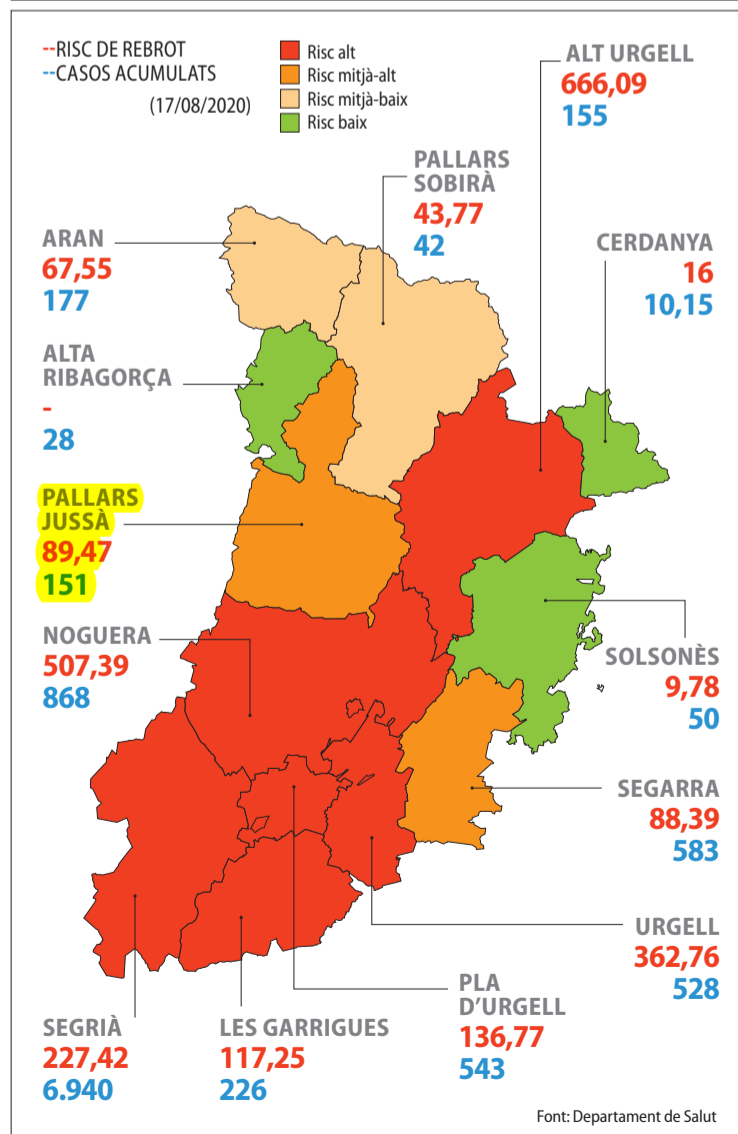 --RISC DE REBROT
--CASOS ACUMULATS
(17/08/2020)
Risc alt
Risc mitjà-alt
Risc mitjà-baix
Risc baix
ALT URGELL
666,09
155
PALLARS
SOBIRÀ
43,77
42
ARAN
67,55
177
CERDANYA
16
10,15
ALTA
RIBAGORÇA
-
28
PALLARS
JUSSÀ
89,47
151
NOGUERA
507,39
868
SOLSONÈS
9,78
50
SEGARRA
88,39
583
URGELL
362,76
528
PLA
D'URGELL
136,77
543
SEGRIÀ
227,42
6.940
LES GARRIGUES
117,25
226
Font: Departament de Salut